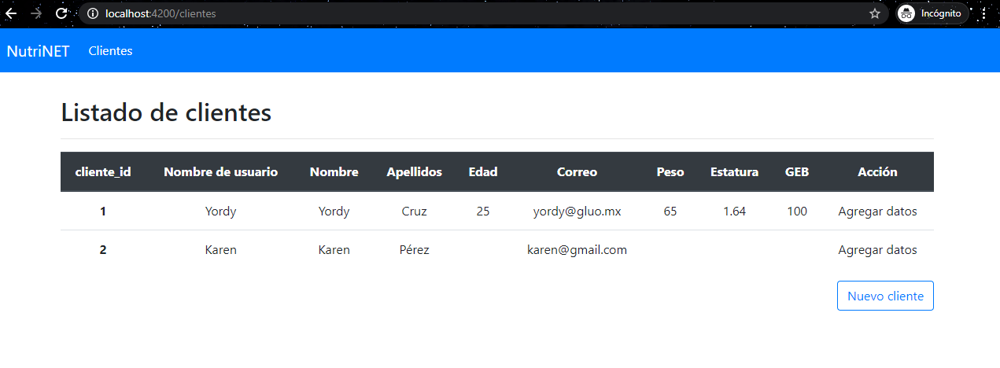 localhost:4200/clientes Incógnito
NutriNET Clientes
Listado de clientes
cliente_id Nombre de usuario Nombre Apellidos Edad Correo Peso Estatura GEB Acción
1 Yordy Yordy Cruz 25 yordy@gluo.mx 65 1.64 100 Agregar datos
2 Karen Karen Pérez karen@gmail.com Agregar datos
Nuevo cliente